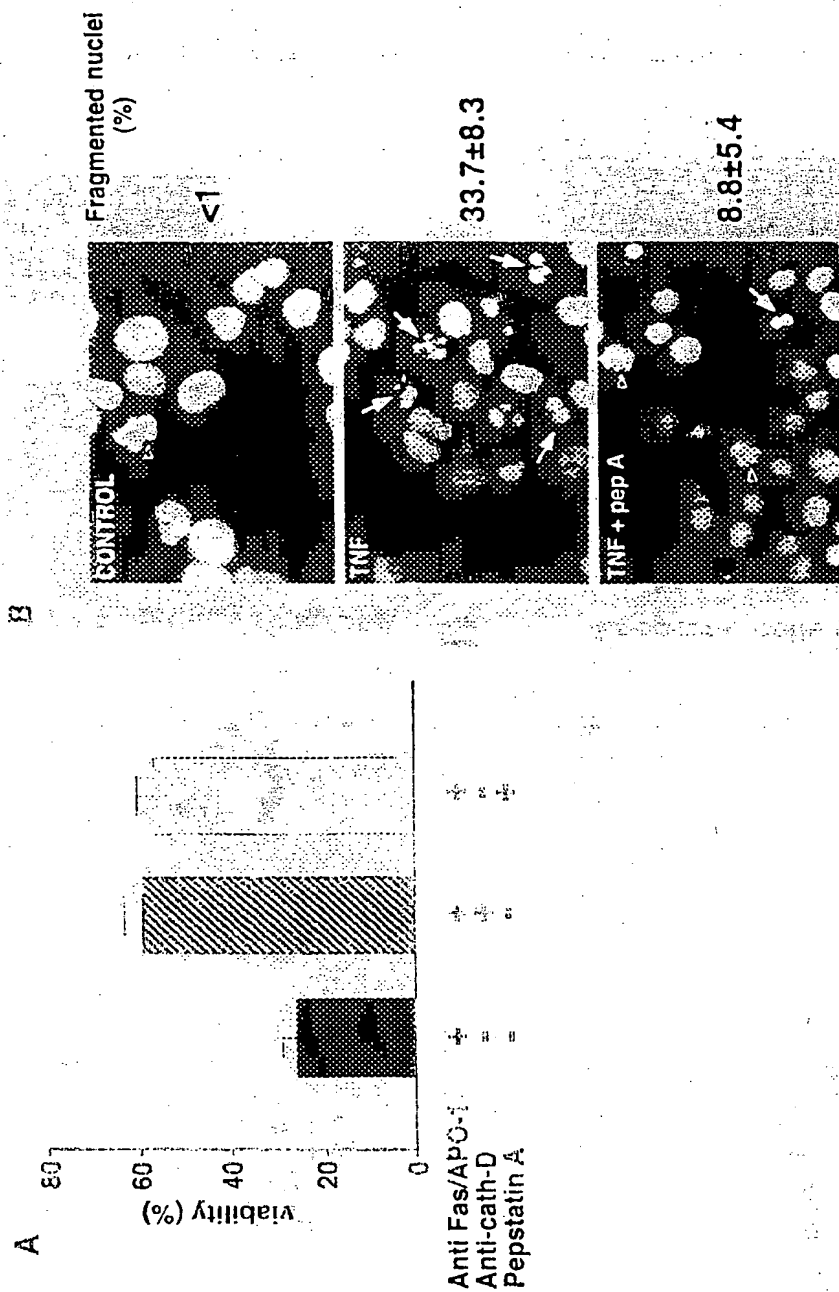 A
viability (%)
80
60
40
20
0
Anti Fas/APO-1 + + +
Anti-cath-D - + -
Pepstatin A - - +
B
Fragmented nuclei
(%)
CONTROL
<1
TNF
33.7±8.3
TNF + pep A
8.8±5.4